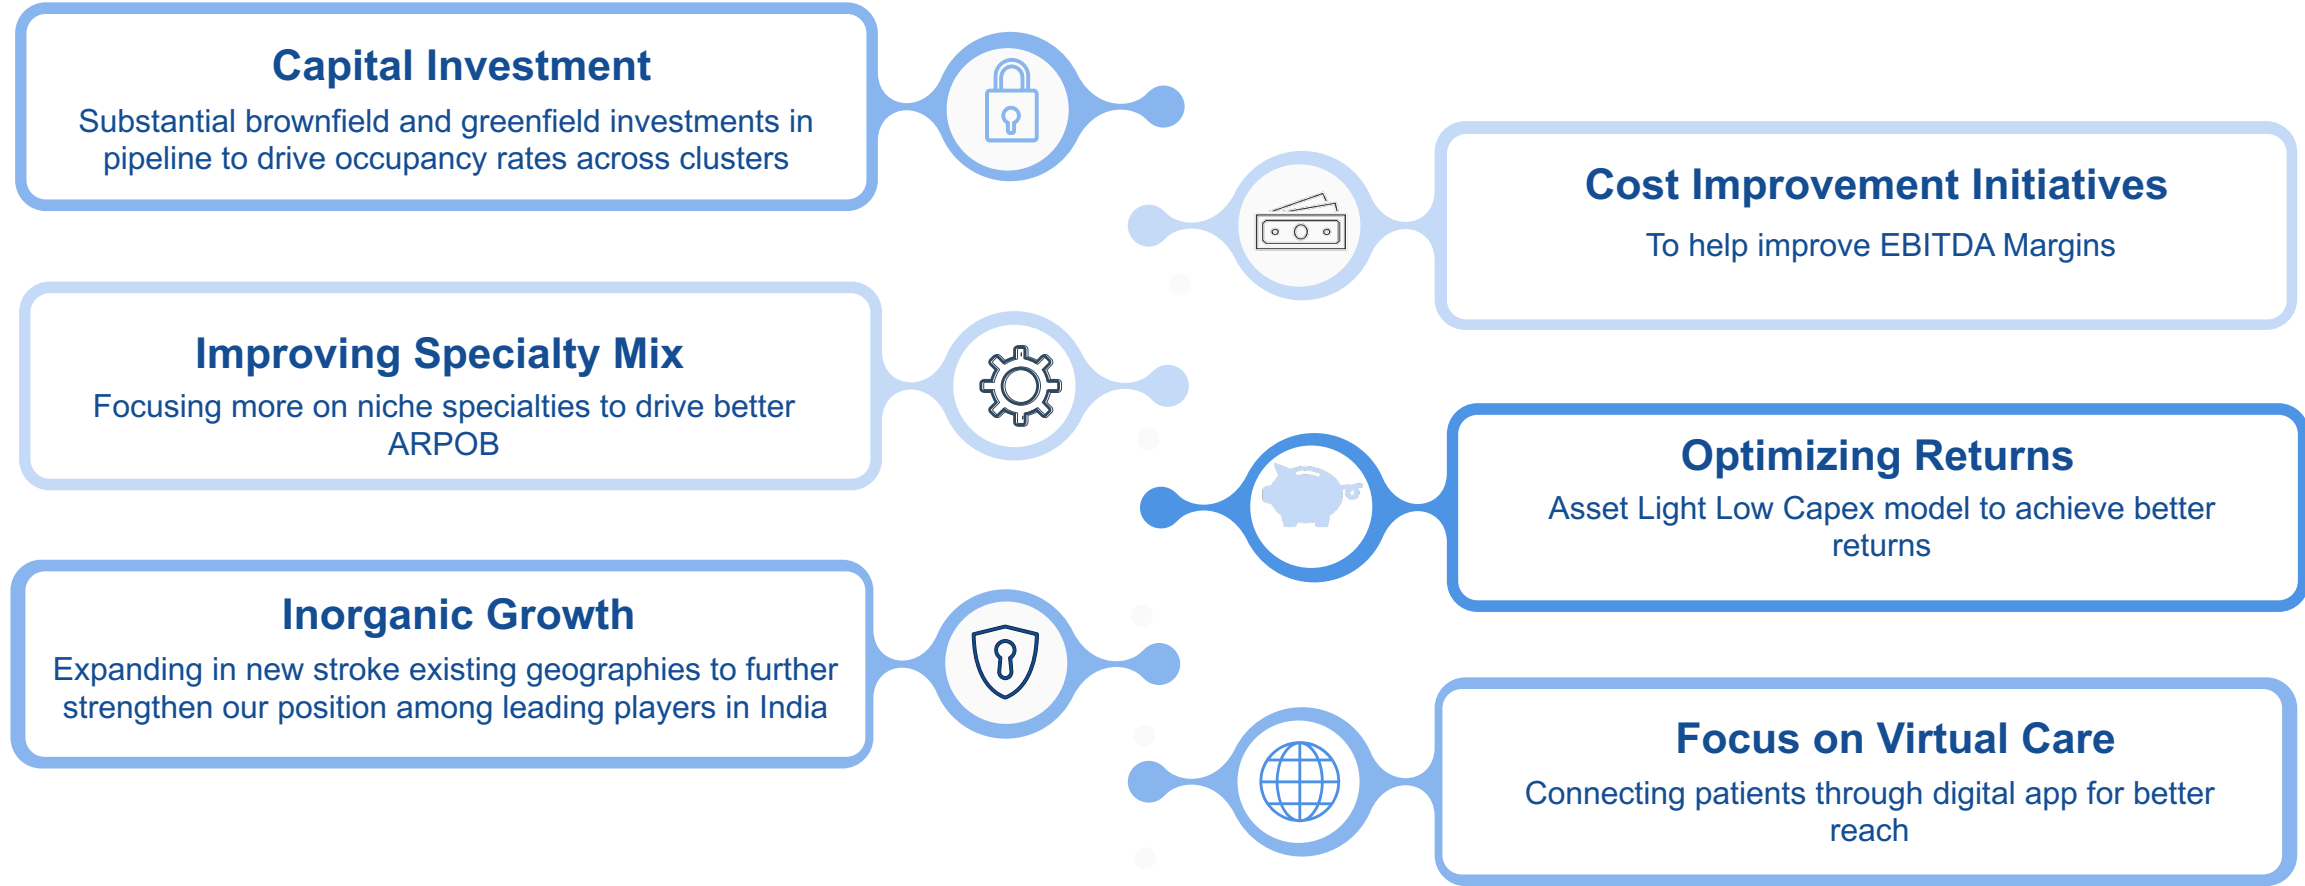 Capital Investment
Substantial brownfield and greenfield investments in
pipeline to drive occupancy rates across clusters
Cost Improvement Initiatives
To help improve EBITDA Margins
Improving Specialty Mix
Focusing more on niche specialties to drive better
ARPOB
Optimizing Returns
Asset Light Low Capex model to achieve better
returns
Inorganic Growth
Expanding in new stroke existing geographies to further
strengthen our position among leading players in India
Focus on Virtual Care
Connecting patients through digital app for better
reach